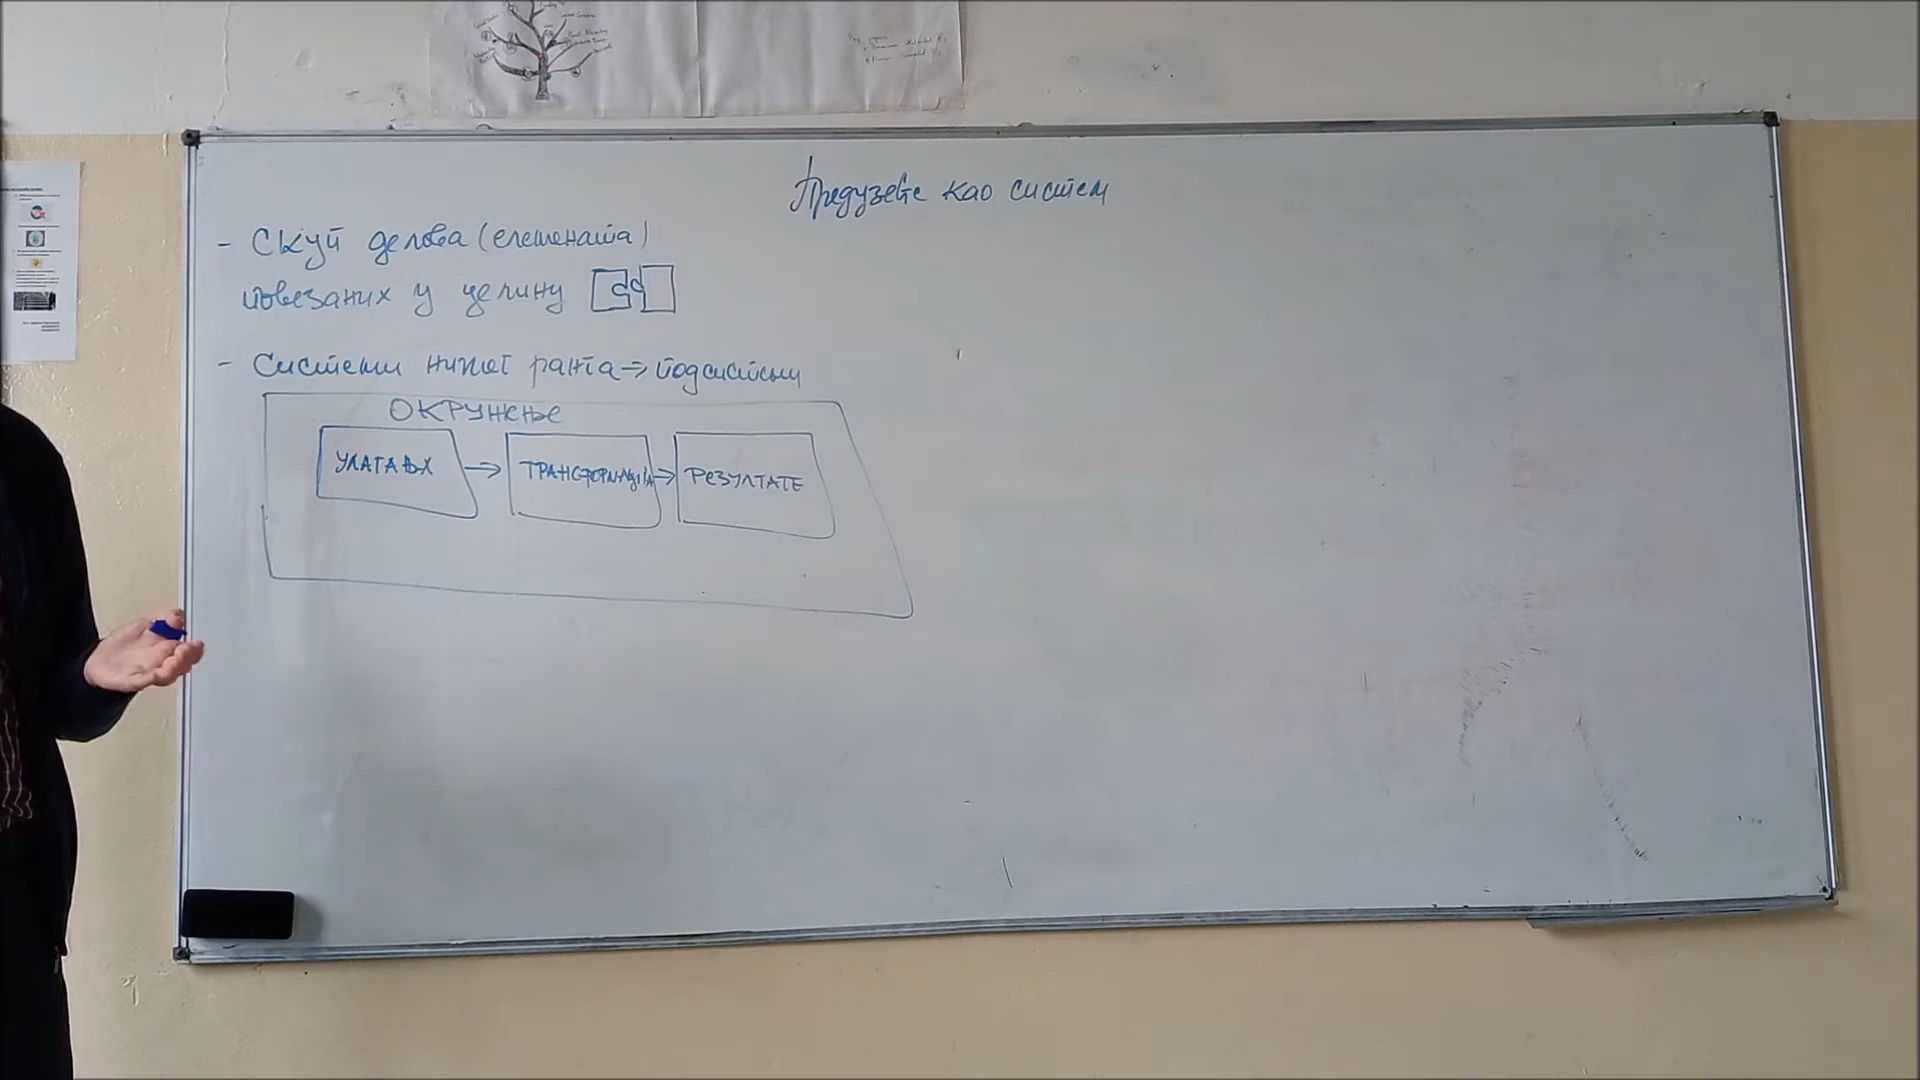 Предузеће као систем
- Скуп делова (елемената)
повезаних у целину
- Системи нижег ранга → подсистеми
ОКРУЖЕЊЕ
УЛАГАЊА → ТРАНСФОРМАЦИЈА → РЕЗУЛТАТЕ